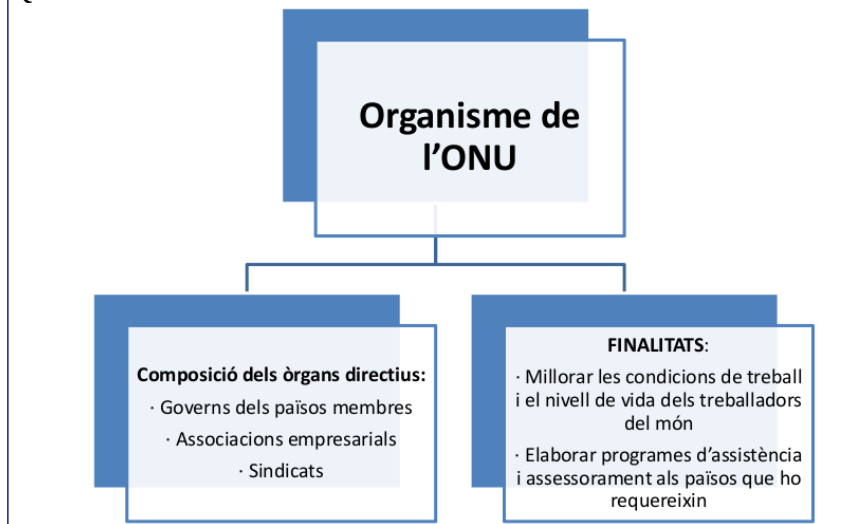 Organisme de
l’ONU
Composició dels òrgans directius:
· Governs dels països membres
· Associacions empresarials
· Sindicats
FINALITATS:
· Millorar les condicions de treball
i el nivell de vida dels treballadors
del món
· Elaborar programes d’assistència
i assessorament als països que ho
requereixin